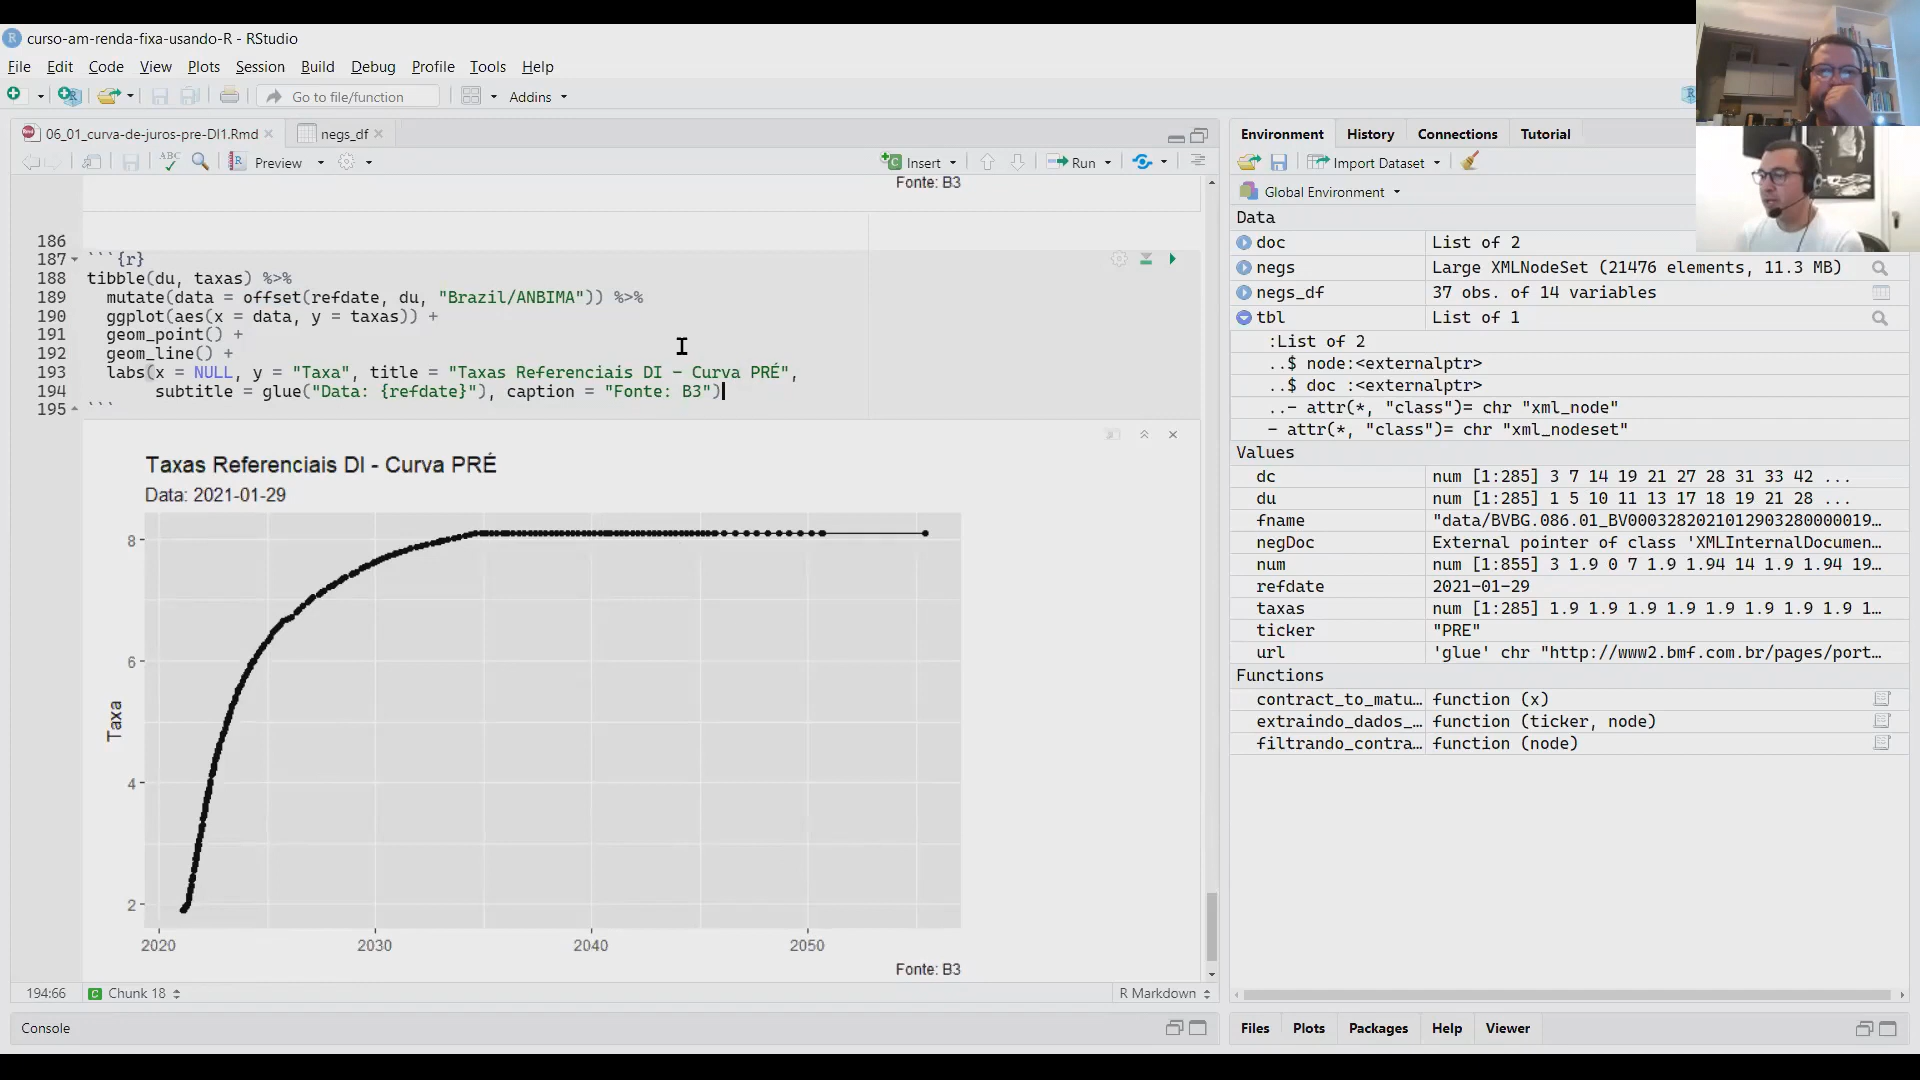 curso-am-renda-fixa-usando-R - RStudio
File Edit Code View Plots Session Build Debug Profile Tools Help
Go to file/function Addins
06_01_curva-de-juros-pre-DI1.Rmd negs_df
ABC Preview Insert Run
Fonte: B3
186
187 ```{r}
188 tibble(du, taxas) %>%
189 mutate(data = offset(refdate, du, "Brazil/ANBIMA")) %>%
190 ggplot(aes(x = data, y = taxas)) +
191 geom_point() +
192 geom_line() +
193 labs(x = NULL, y = "Taxa", title = "Taxas Referenciais DI - Curva PRÉ",
194 subtitle = glue("Data: {refdate}"), caption = "Fonte: B3")
195 ```
Taxas Referenciais DI - Curva PRÉ
Data: 2021-01-29
8
6
4
2
Taxa
2020 2030 2040 2050
Fonte: B3
194:66 Chunk 18 R Markdown
Console
Environment History Connections Tutorial
Import Dataset
Global Environment
Data
doc List of 2
negs Large XMLNodeSet (21476 elements, 11.3 MB)
negs_df 37 obs. of 14 variables
tbl List of 1
:List of 2
..$ node:<externalptr>
..$ doc :<externalptr>
..- attr(*, "class")= chr "xml_node"
- attr(*, "class")= chr "xml_nodeset"
Values
dc num [1:285] 3 7 14 19 21 27 28 31 33 42 ...
du num [1:285] 1 5 10 11 13 17 18 19 21 28 ...
fname "data/BVBG.086.01_BV000328202101290328000001 9…
negDoc External pointer of class 'XMLInternalDocumen…
num num [1:855] 3 1.9 0 7 1.9 1.94 14 1.9 1.94 19…
refdate 2021-01-29
taxas num [1:285] 1.9 1.9 1.9 1.9 1.9 1.9 1.9 1.9 1…
ticker "PRE"
url 'glue' chr "http://www2.bmf.com.br/pages/port…
Functions
contract_to_matu… function (x)
extraindo_dados_… function (ticker, node)
filtrando_contra… function (node)
Files Plots Packages Help Viewer